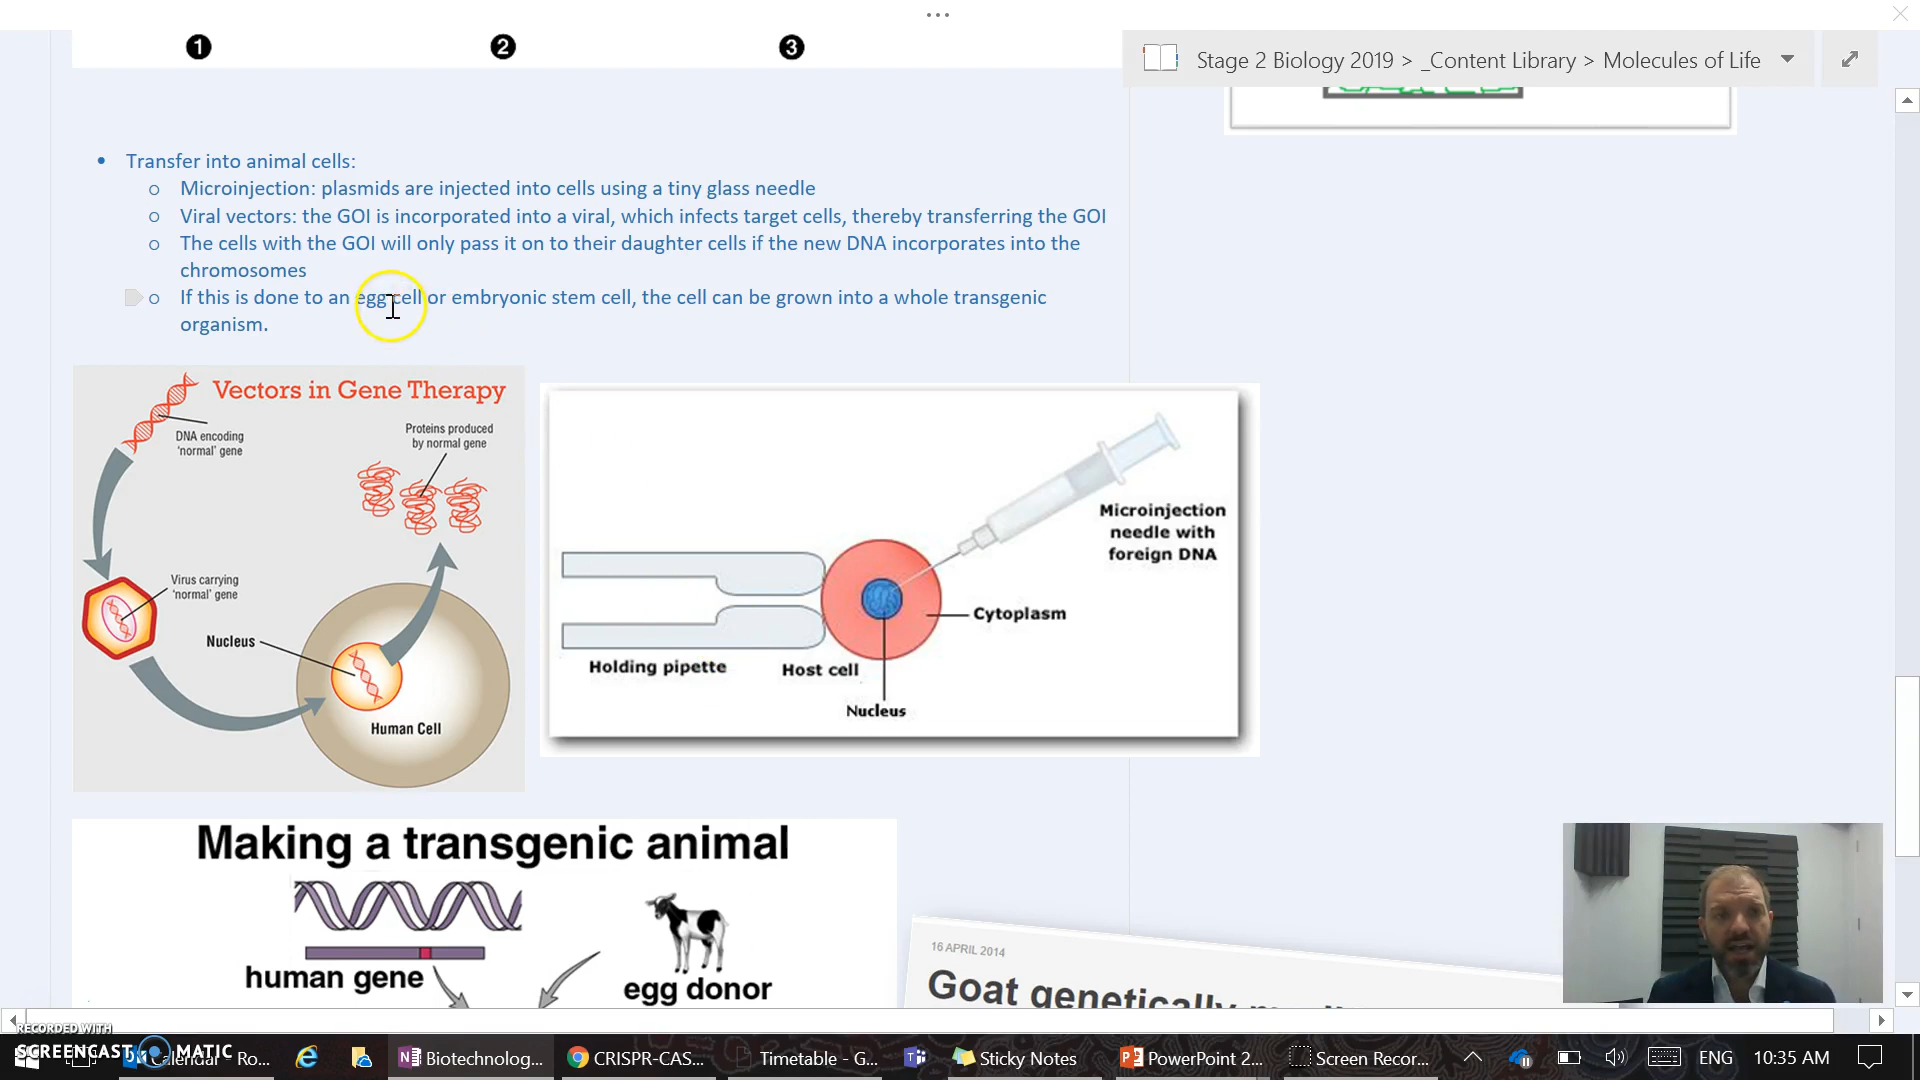 ...
1 2 3
Stage 2 Biology 2019 > _Content Library > Molecules of Life
• Transfer into animal cells:
o Microinjection: plasmids are injected into cells using a tiny glass needle
o Viral vectors: the GOI is incorporated into a viral, which infects target cells, thereby transferring the GOI
o The cells with the GOI will only pass it on to their daughter cells if the new DNA incorporates into the
chromosomes
o If this is done to an egg cell or embryonic stem cell, the cell can be grown into a whole transgenic
organism.
Vectors in Gene Therapy
DNA encoding
'normal' gene
Proteins produced
by normal gene
Virus carrying
'normal' gene
Nucleus
Human Cell
Microinjection
needle with
foreign DNA
Cytoplasm
Holding pipette
Host cell
Nucleus
Making a transgenic animal
human gene
egg donor
16 APRIL 2014
Goat genetically
RECORDED WITH
SCREENCAST MATIC
Calendar - Ro...
Biotechnolog...
CRISPR-CAS...
Timetable - G...
Sticky Notes
PowerPoint 2...
Screen Recor...
ENG
10:35 AM